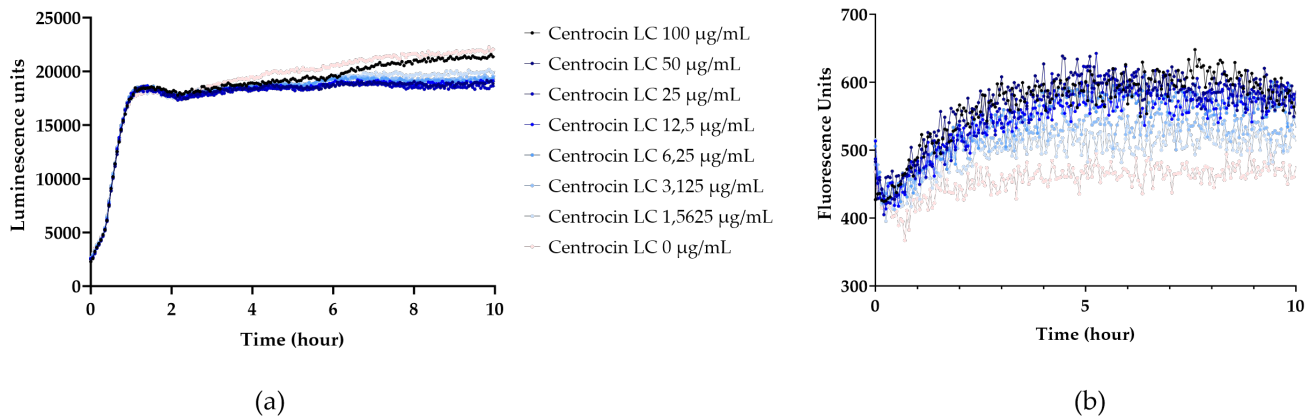 25000
20000
15000
10000
5000
0
Luminescence units
0 2 4 6 8 10
Time (hour)
Centrocin LC 100 µg/mL
Centrocin LC 50 µg/mL
Centrocin LC 25 µg/mL
Centrocin LC 12,5 µg/mL
Centrocin LC 6,25 µg/mL
Centrocin LC 3,125 µg/mL
Centrocin LC 1,5625 µg/mL
Centrocin LC 0 µg/mL
700
600
500
400
300
Fluorescence Units
0 5 10
Time (hour)
(a)
(b)